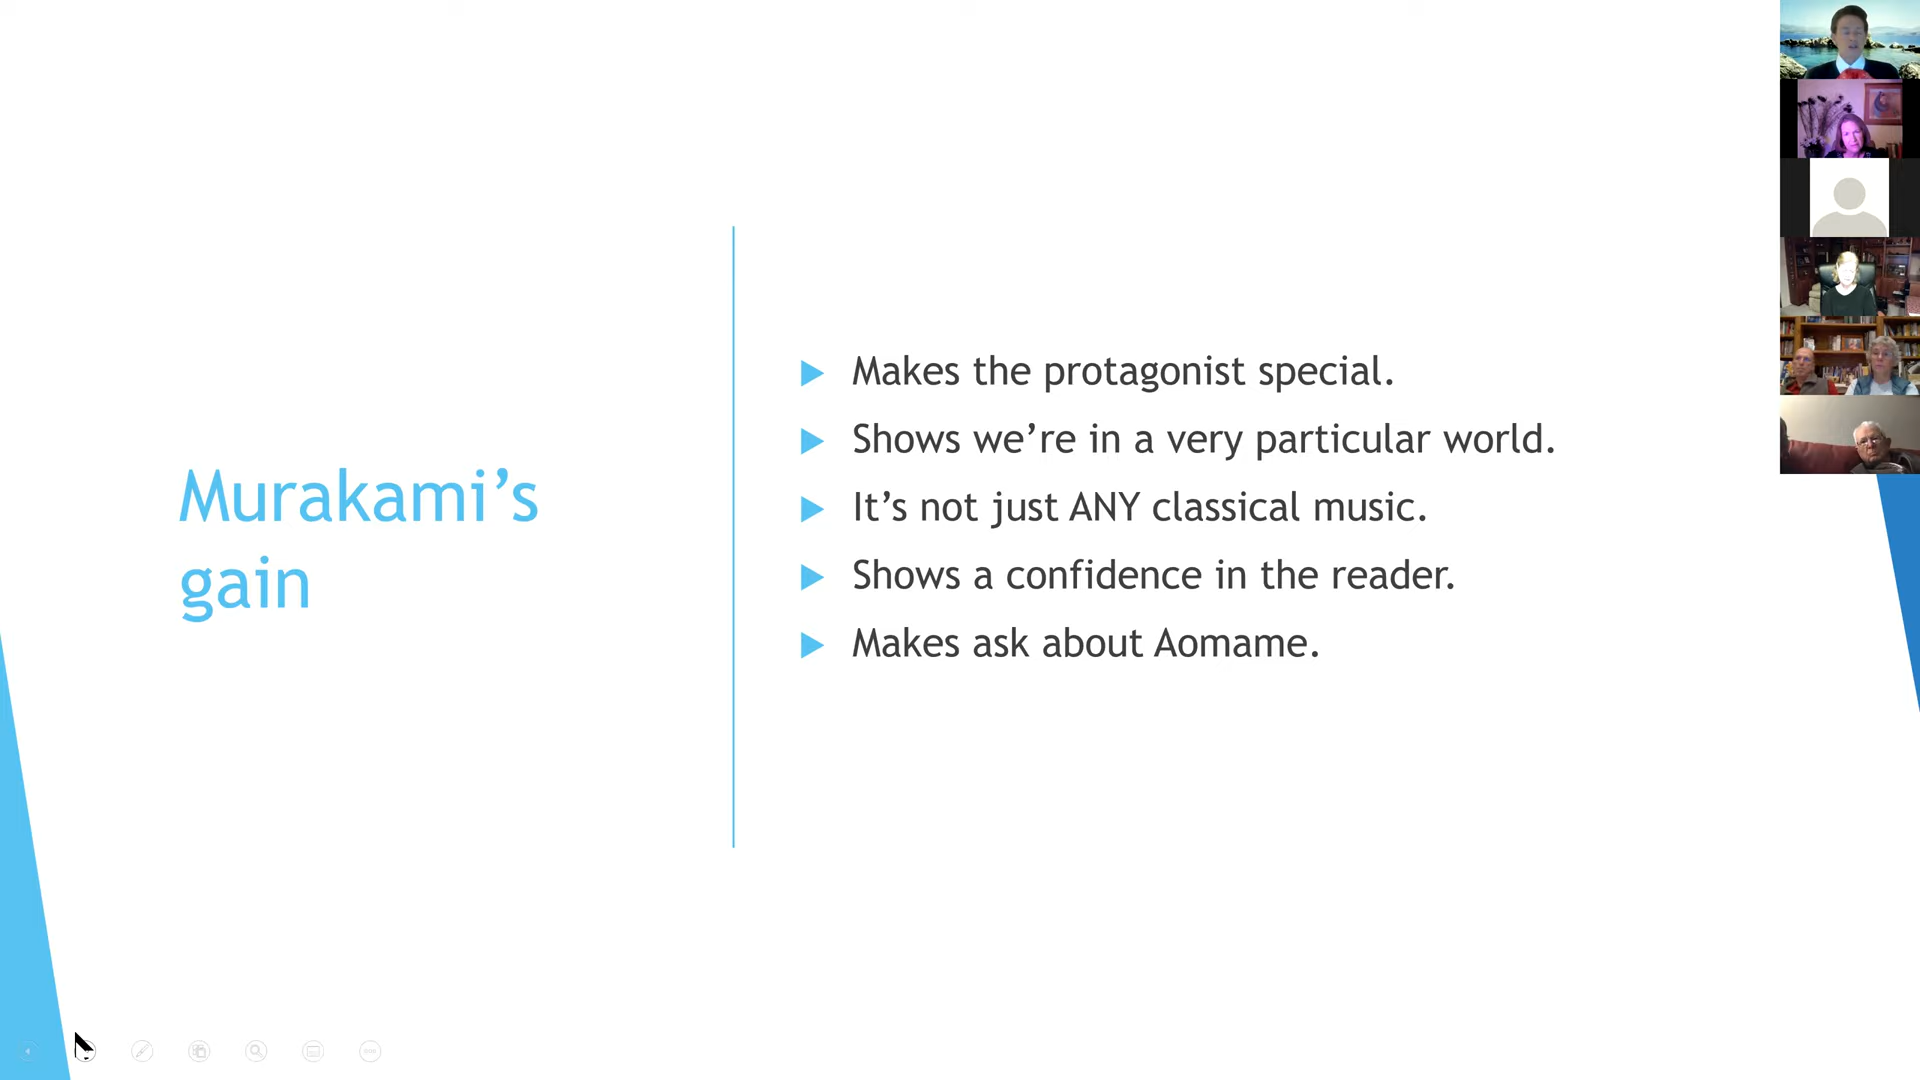 Murakami’s
gain
Makes the protagonist special.
Shows we’re in a very particular world.
It’s not just ANY classical music.
Shows a confidence in the reader.
Makes ask about Aomame.